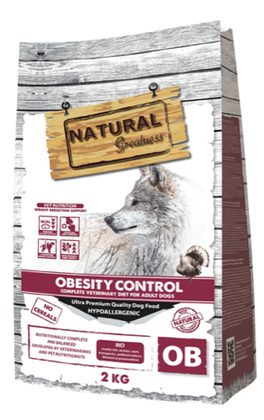 NATURAL
Greatness
VET NUTRITION
WEIGHT REDUCTION SUPPORT
OBESITY CONTROL
COMPLETE VETERINARY DIET FOR ADULT DOGS
Ultra Premium Quality Dog Food
HYPOALLERGENIC
NO
CEREALS
NATURAL
NUTRITIONALLY COMPLETE
AND BALANCED
DEVELOPED BY VETERINARIANS
AND PET NUTRITIONISTS
NO
OB
2 KG